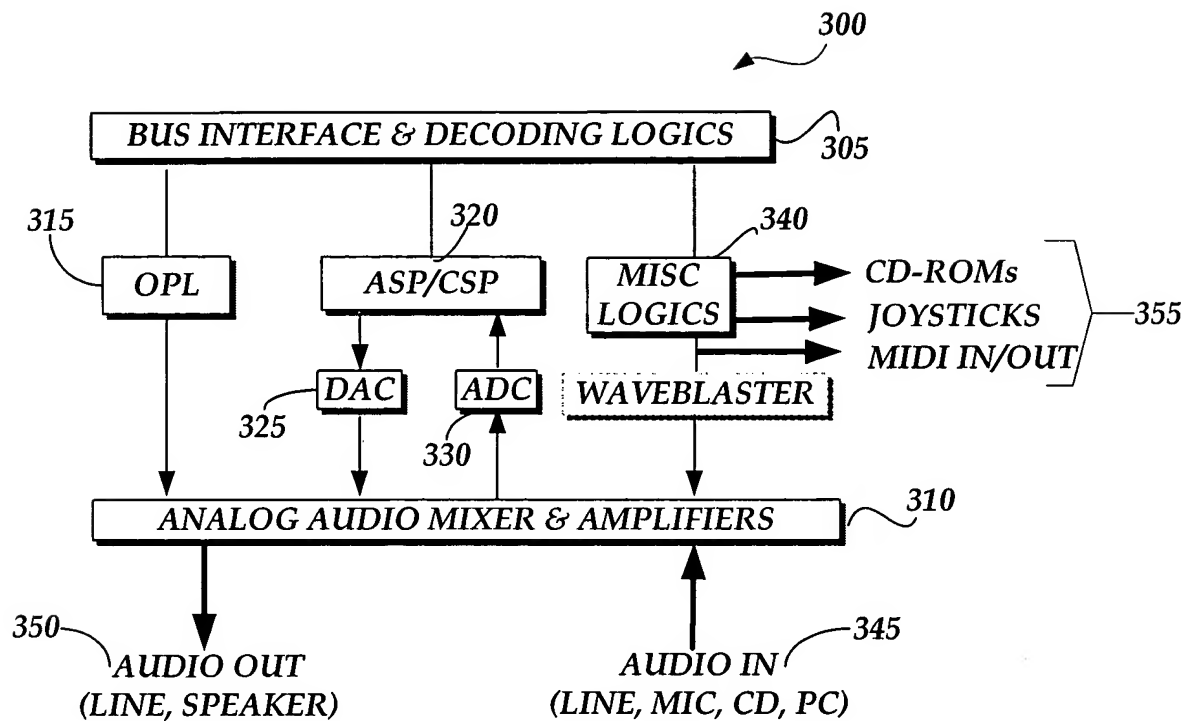 300
BUS INTERFACE & DECODING LOGICS
305
315
320
340
OPL
ASP/CSP
MISC
LOGICS
CD-ROMs
JOYSTICKS
MIDI IN/OUT
355
DAC
ADC
WAVEBLASTER
325
330
ANALOG AUDIO MIXER & AMPLIFIERS
310
350
345
AUDIO OUT
(LINE, SPEAKER)
AUDIO IN
(LINE, MIC, CD, PC)